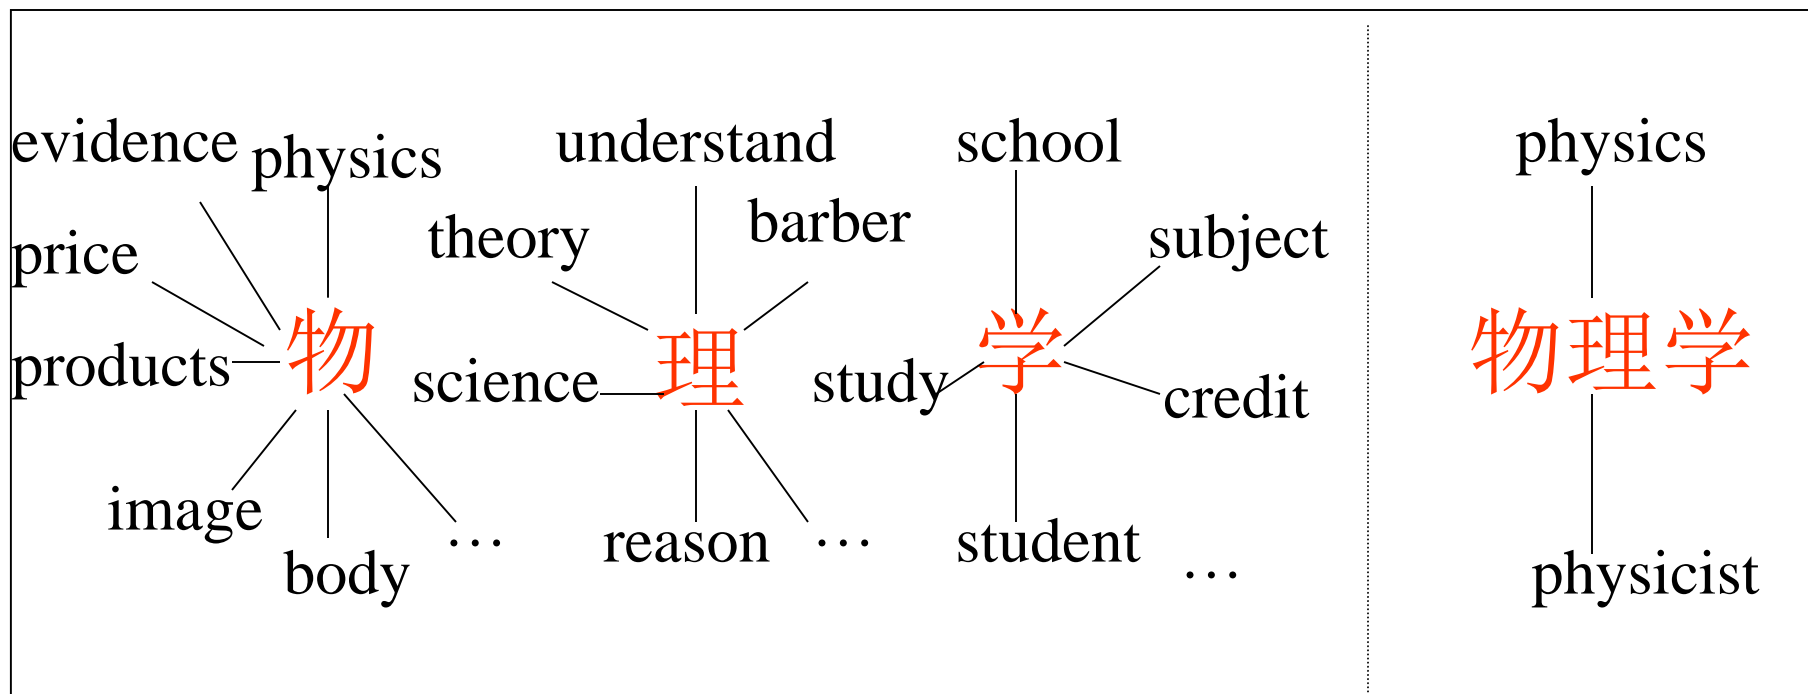 evidence
physics
price
products
物
image
body
…
understand
theory
barber
science
理
reason
…
school
subject
study
学
credit
student
…
physics
物理学
physicist